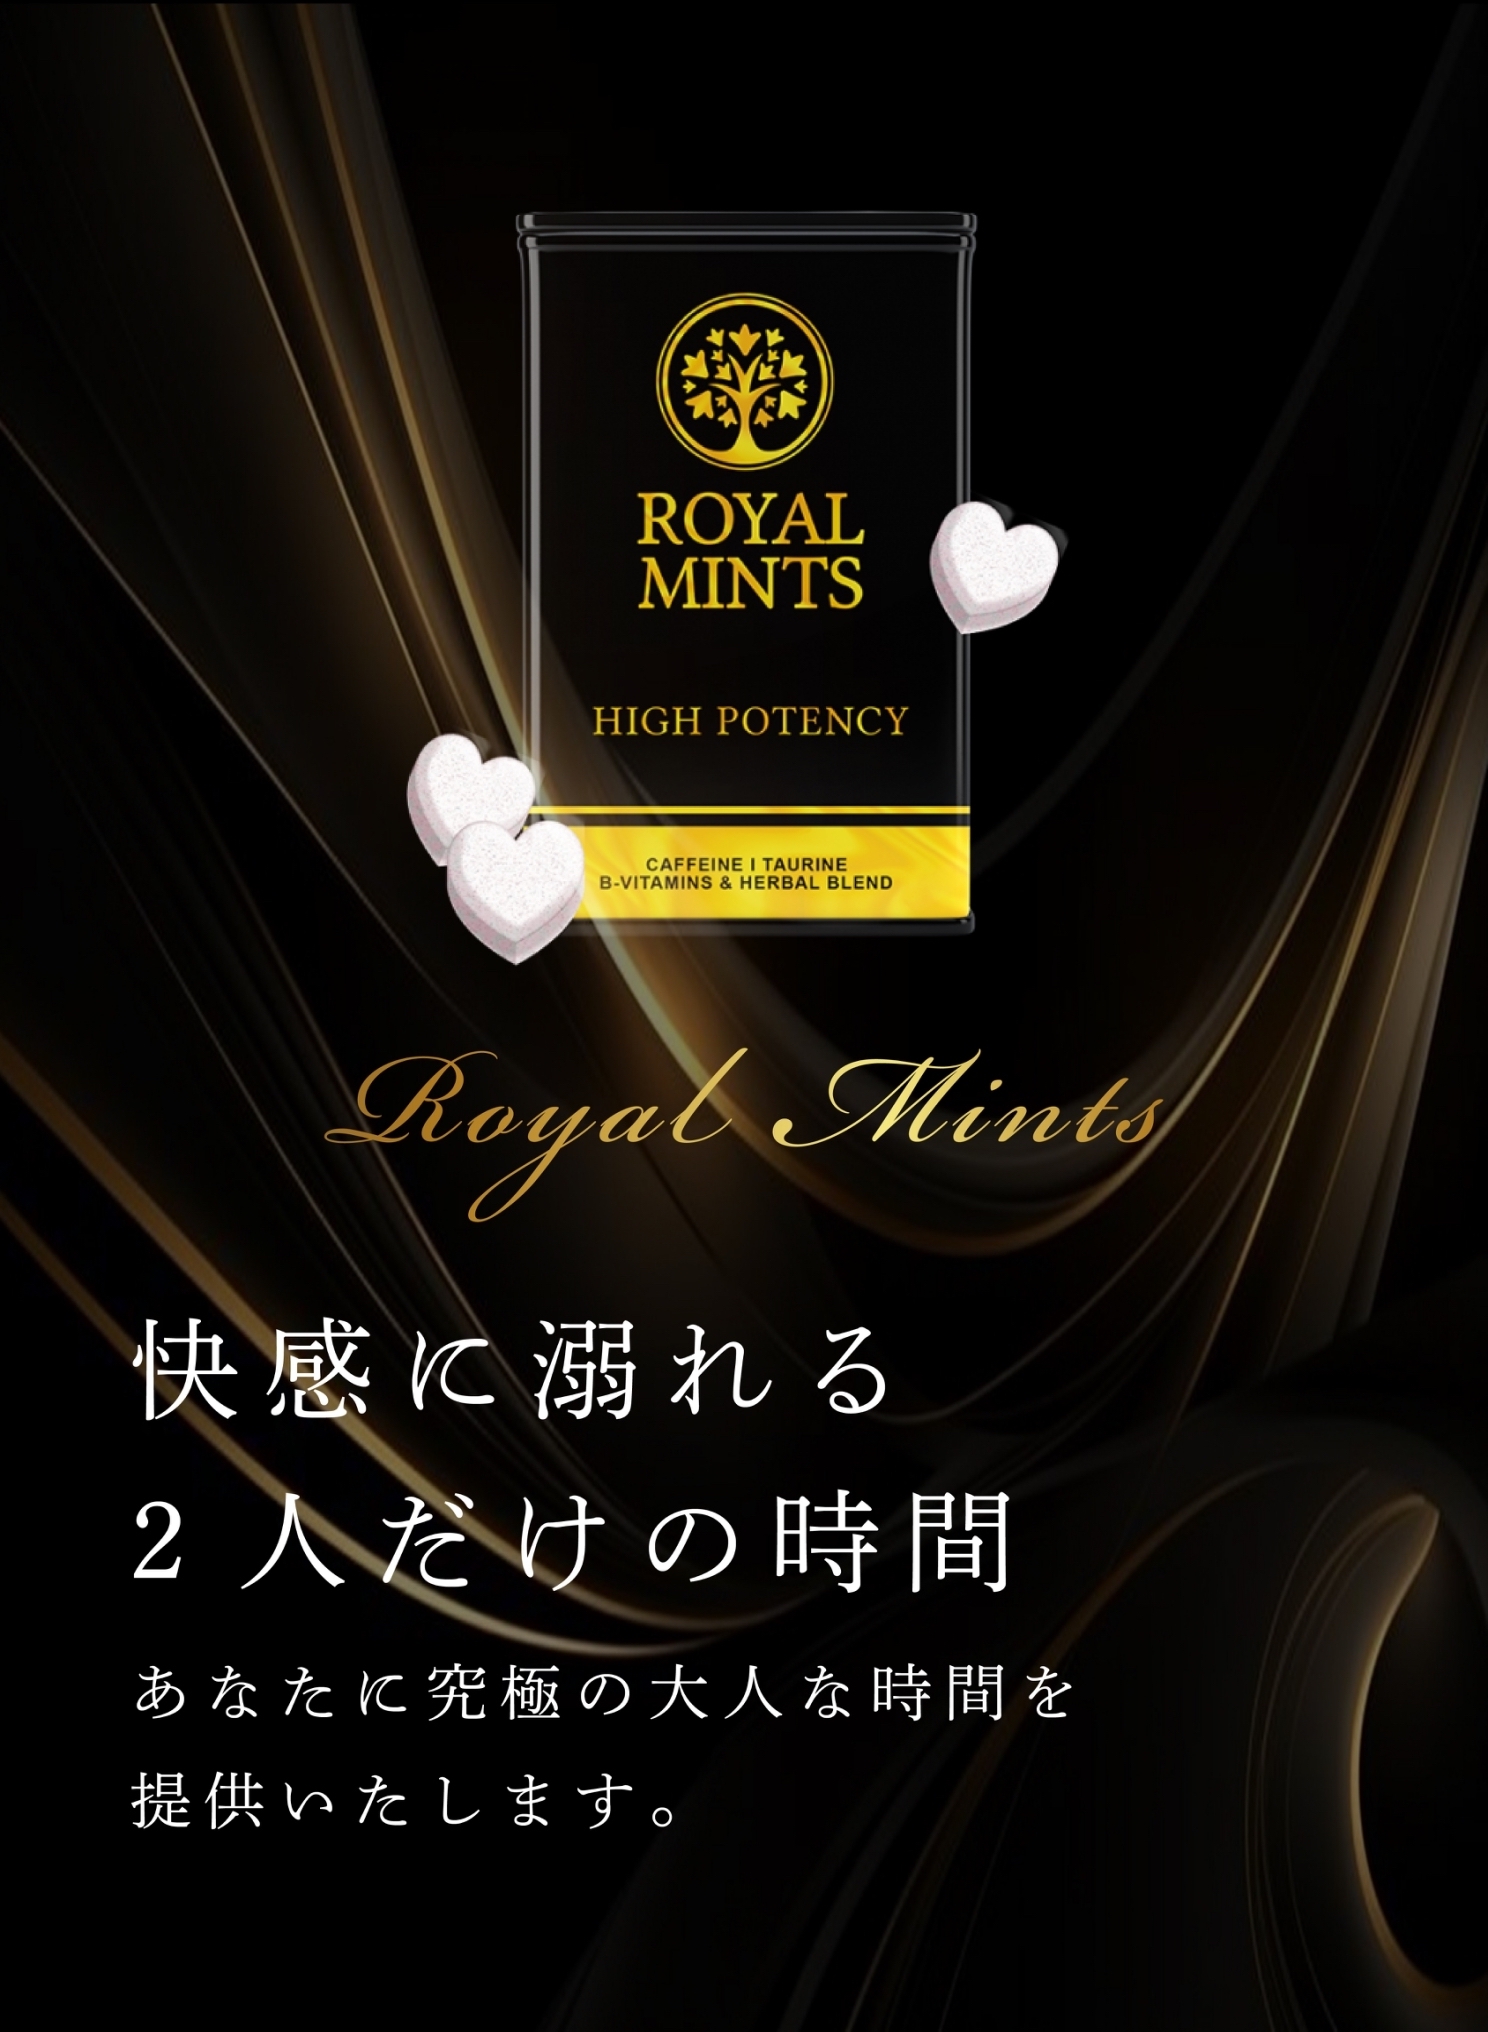 ROYAL
MINTS
HIGH POTENCY
CAFFEINE I TAURINE
B-VITAMINS & HERBAL BLEND
Royal Mints
快感に溺れる
2人だけの時間
あなたに究極の大人な時間を
提供いたします。